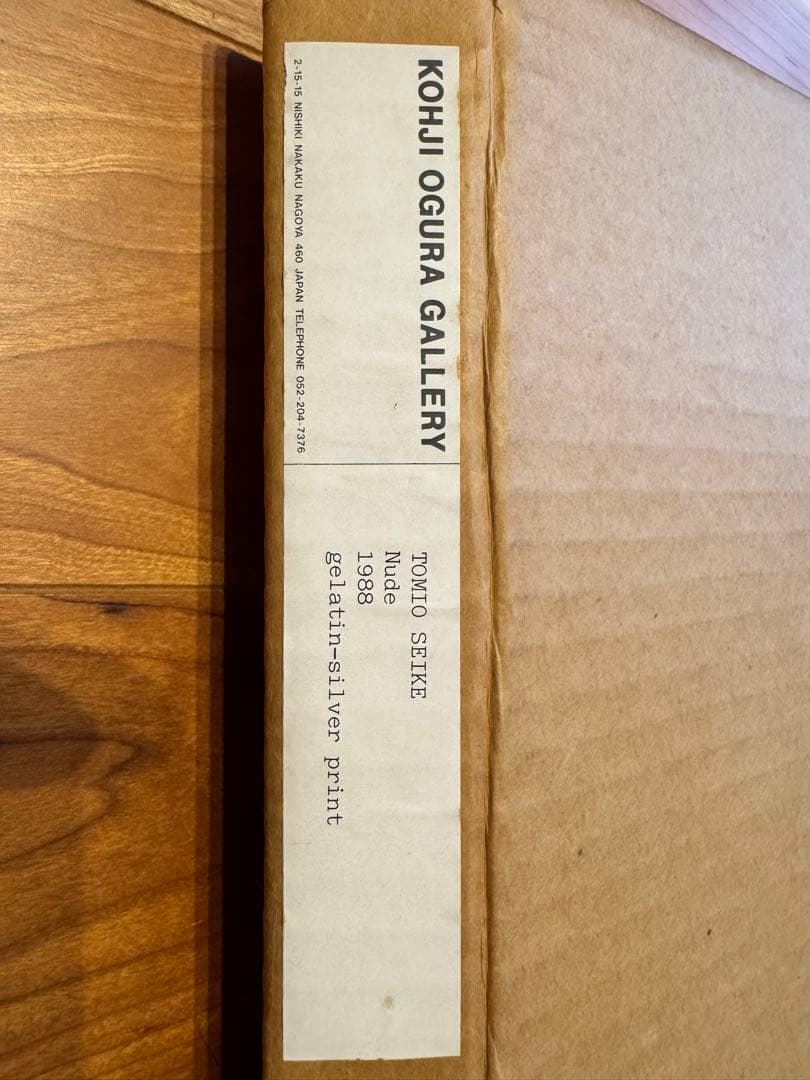 KOHJI OGURA GALLERY
2-15-15 NISHIKI NAKAKU NAGOYA 460 JAPAN TELEPHONE 052-204-7376
TOMIO SEIKE
Nude
1988
gelatin-silver print